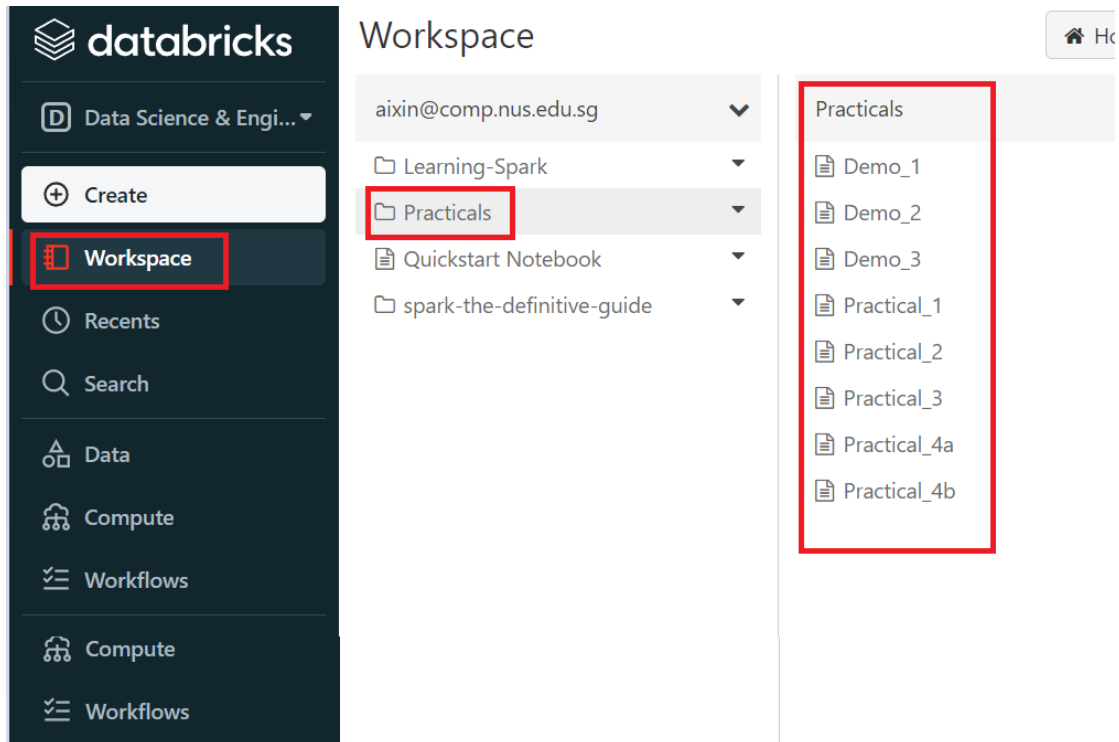 databricks
Data Science & Engi...
Create
Workspace
Recents
Search
Data
Compute
Workflows
Compute
Workflows
Workspace
Ho
aixin@comp.nus.edu.sg
Learning-Spark
Practicals
Quickstart Notebook
spark-the-definitive-guide
Practicals
Demo_1
Demo_2
Demo_3
Practical_1
Practical_2
Practical_3
Practical_4a
Practical_4b